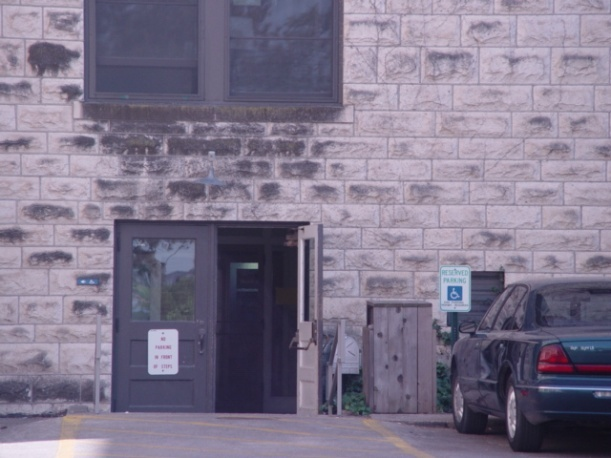 RESERVED
PARKING
NO
PARKING
IN FRONT
OF STEPS